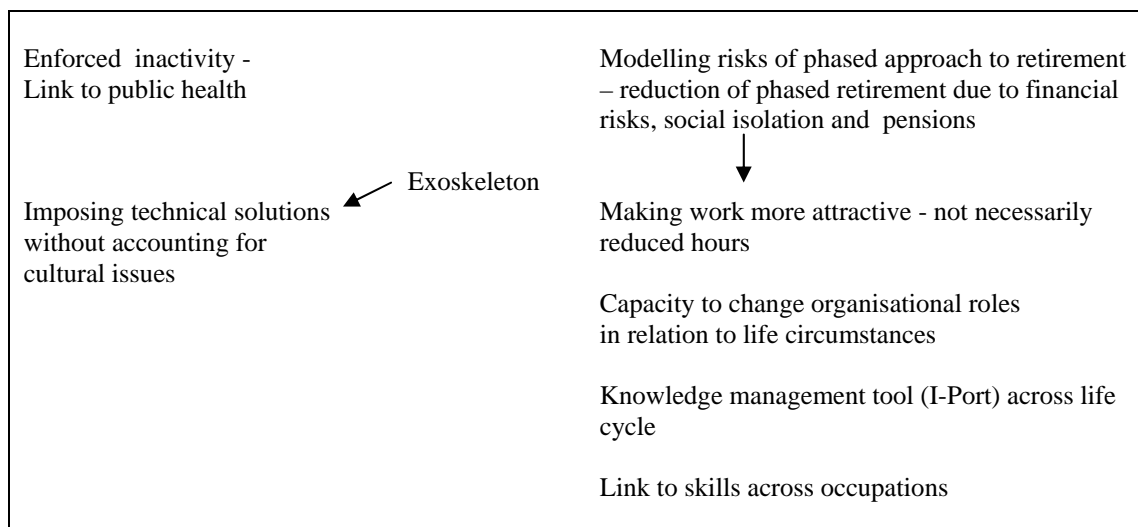 Enforced inactivity -
Link to public health
Exoskeleton
Imposing technical solutions
without accounting for
cultural issues
Modelling risks of phased approach to retirement
– reduction of phased retirement due to financial
risks, social isolation and pensions
Making work more attractive - not necessarily
reduced hours
Capacity to change organisational roles
in relation to life circumstances
Knowledge management tool (I-Port) across life
cycle
Link to skills across occupations